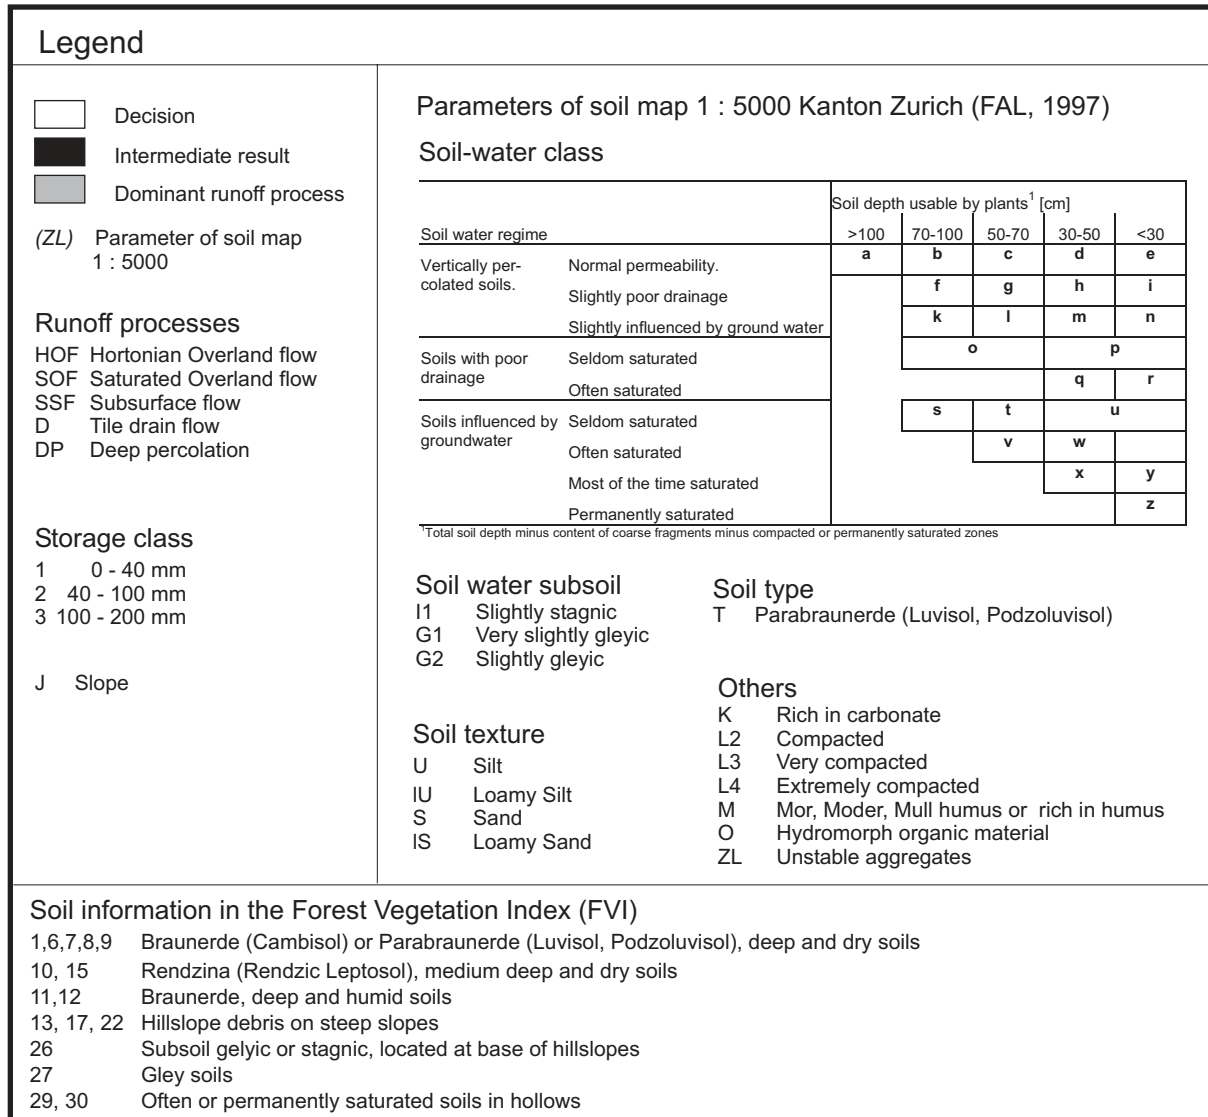 Legend
Decision
Intermediate result
Dominant runoff process
(ZL) Parameter of soil map
1 : 5000
Runoff processes
HOF Hortonian Overland flow
SOF Saturated Overland flow
SSF Subsurface flow
D Tile drain flow
DP Deep percolation
Storage class
1 0 - 40 mm
2 40 - 100 mm
3 100 - 200 mm
J Slope
Parameters of soil map 1 : 5000 Kanton Zurich (FAL, 1997)
Soil-water class
Soil depth usable by plants¹ [cm]
Soil water regime >100 70-100 50-70 30-50 <30
Vertically per-
colated soils.
Normal permeability. a b c d e
Slightly poor drainage f g h i
Slightly influenced by ground water k l m n
Soils with poor
drainage
Seldom saturated o p
Often saturated q r
Soils influenced by
groundwater
Seldom saturated s t u
Often saturated v w
Most of the time saturated x y
Permanently saturated z
¹Total soil depth minus content of coarse fragments minus compacted or permanently saturated zones
Soil water subsoil
I1 Slightly stagnic
G1 Very slightly gleyic
G2 Slightly gleyic
Soil type
T Parabraunerde (Luvisol, Podzoluvisol)
Soil texture
U Silt
lU Loamy Silt
S Sand
lS Loamy Sand
Others
K Rich in carbonate
L2 Compacted
L3 Very compacted
L4 Extremely compacted
M Mor, Moder, Mull humus or rich in humus
O Hydromorph organic material
ZL Unstable aggregates
Soil information in the Forest Vegetation Index (FVI)
1,6,7,8,9 Braunerde (Cambisol) or Parabraunerde (Luvisol, Podzoluvisol), deep and dry soils
10, 15 Rendzina (Rendzic Leptosol), medium deep and dry soils
11,12 Braunerde, deep and humid soils
13, 17, 22 Hillslope debris on steep slopes
26 Subsoil gelyic or stagnic, located at base of hillslopes
27 Gley soils
29, 30 Often or permanently saturated soils in hollows